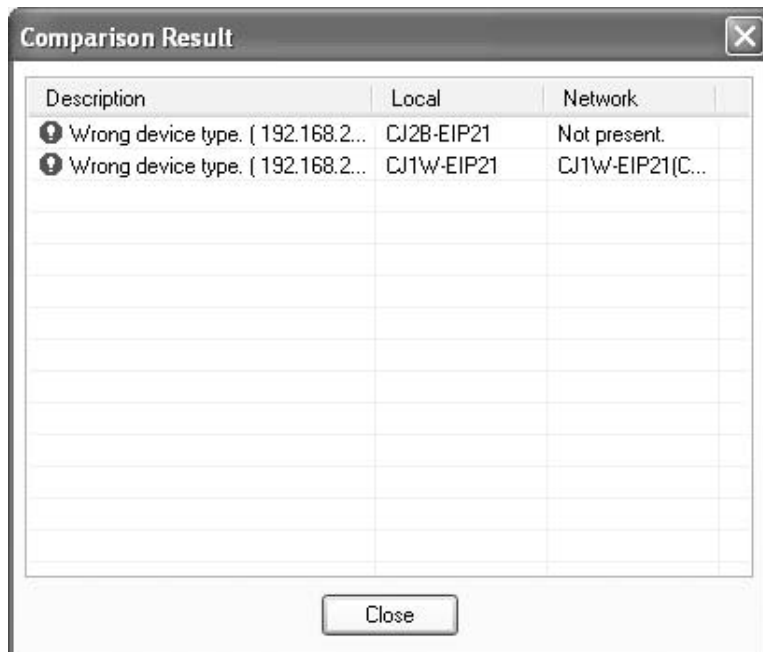 Comparison Result
Description Local Network
Wrong device type. ( 192.168.2... CJ2B-EIP21 Not present.
Wrong device type. ( 192.168.2... CJ1W-EIP21 CJ1W-EIP21(C...
Close